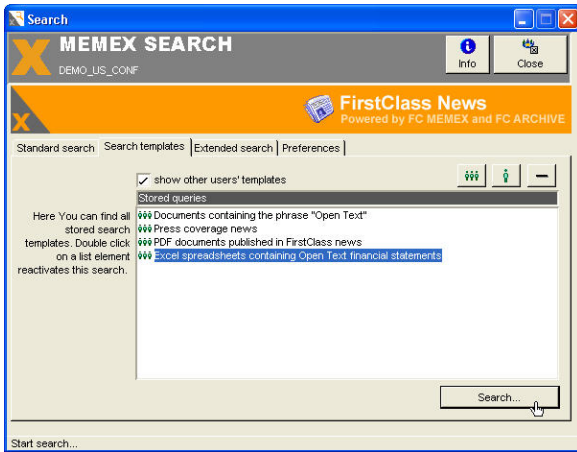 Search
MEMEX SEARCH
DEMO_US_CONF
Info
Close
FirstClass News
Powered by FC MEMEX and FC ARCHIVE
Standard search
Search templates
Extended search
Preferences
show other users' templates
Stored queries
Here You can find all
stored search
templates. Double click
on a list element
reactivates this search.
Documents containing the phrase "Open Text"
Press coverage news
PDF documents published in FirstClass news
Excel spreadsheets containing Open Text financial statements
Search...
Start search...